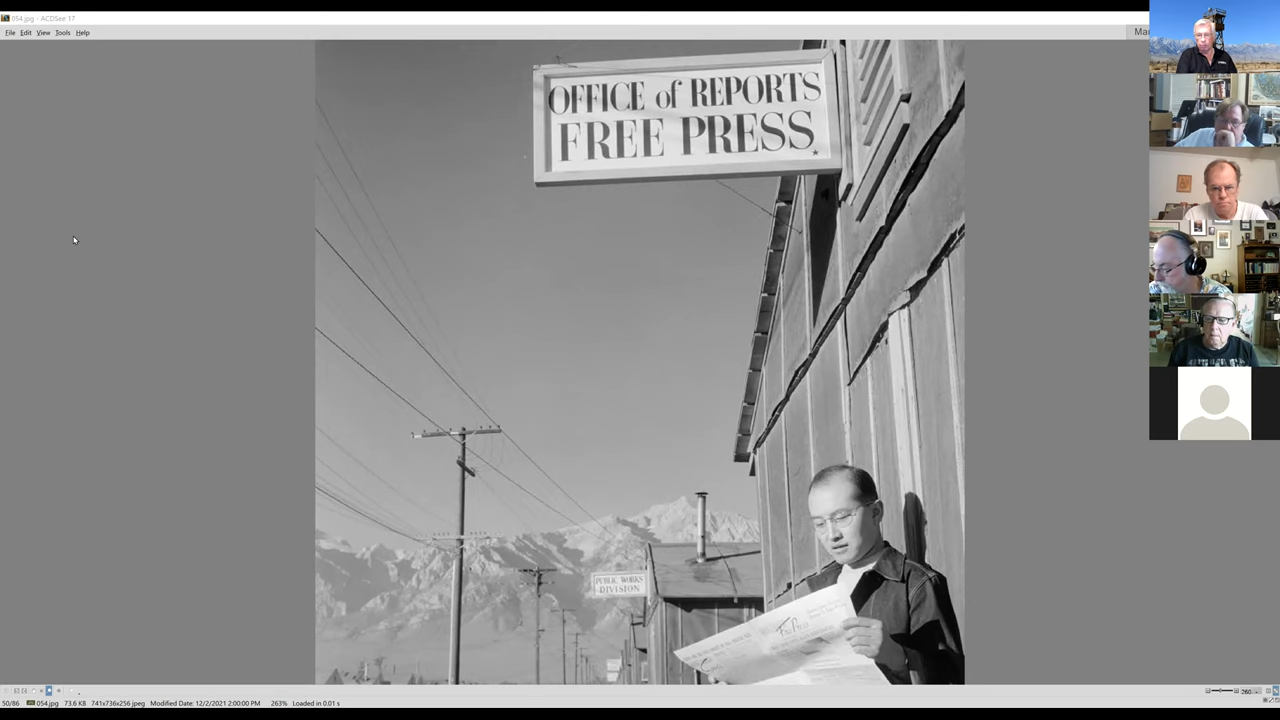 054.jpg - ACDSee 17
File Edit View Tools Help
Ma
OFFICE of REPORTS
FREE PRESS
PUBLIC WORKS
DIVISION
Free Press
50/86 054.jpg 73.6 KB 741x736x256 jpeg Modified Date: 12/2/2021 2:00:00 PM 263% Loaded in 0.01 s
260